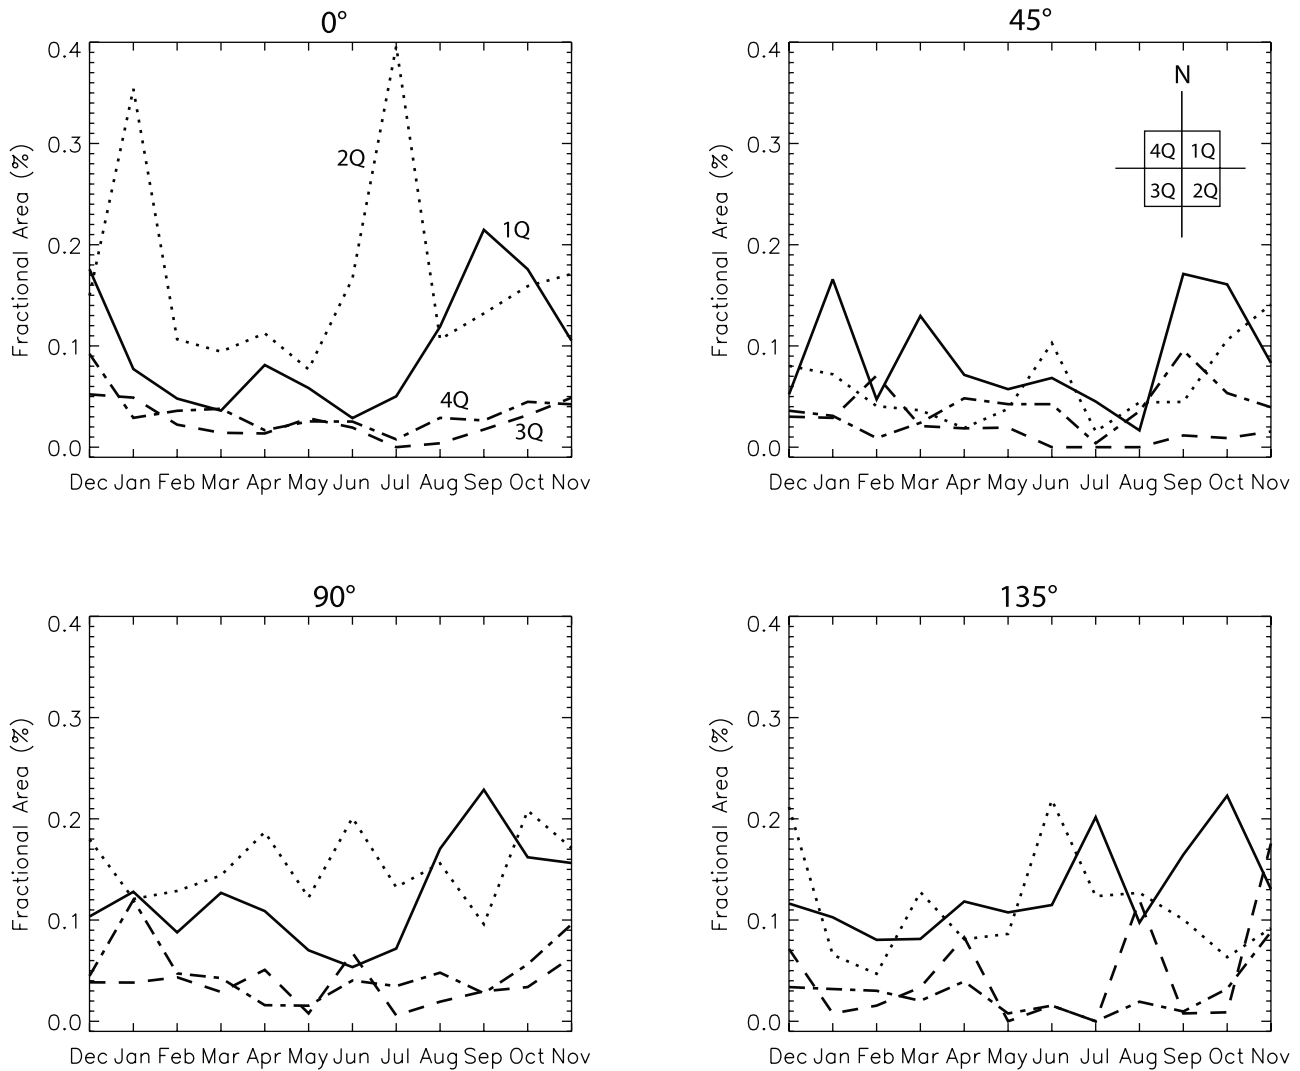 0°
0.4
0.3
0.2
0.1
0.0
Fractional Area (%)
2Q
1Q
4Q
3Q
Dec Jan Feb Mar Apr May Jun Jul Aug Sep Oct Nov
45°
0.4
0.3
0.2
0.1
0.0
Fractional Area (%)
N
4Q 1Q
3Q 2Q
Dec Jan Feb Mar Apr May Jun Jul Aug Sep Oct Nov
90°
0.4
0.3
0.2
0.1
0.0
Fractional Area (%)
Dec Jan Feb Mar Apr May Jun Jul Aug Sep Oct Nov
135°
0.4
0.3
0.2
0.1
0.0
Fractional Area (%)
Dec Jan Feb Mar Apr May Jun Jul Aug Sep Oct Nov